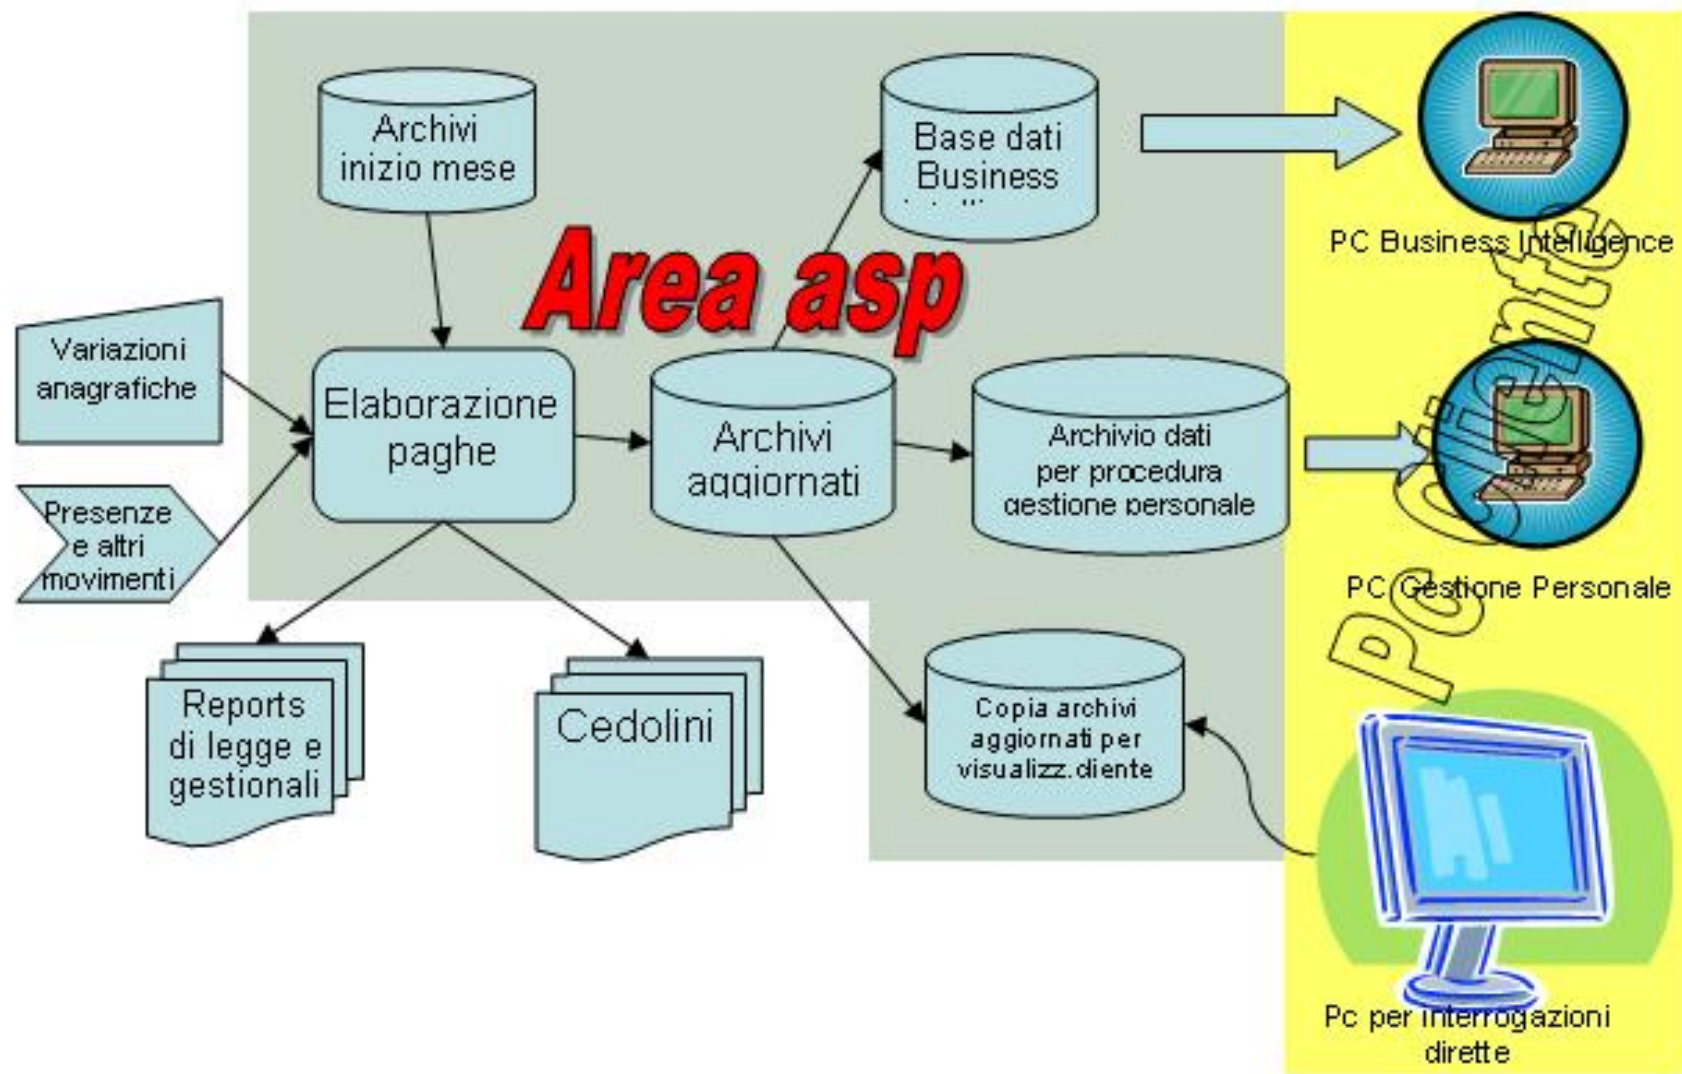 Archivi
inizio mese
Base dati
Business
PC Business Intelligence
Area asp
Variazioni
anagrafiche
Elaborazione
paghe
Archivi
aggiornati
Archivio dati
per procedura
gestione personale
Presenze
e altri
movimenti
PC Gestione Personale
Pc Cliente
Reports
di legge e
gestionali
Cedolini
Copia archivi
aggiornati per
visualizz.cliente
Pc per interrogazioni
dirette